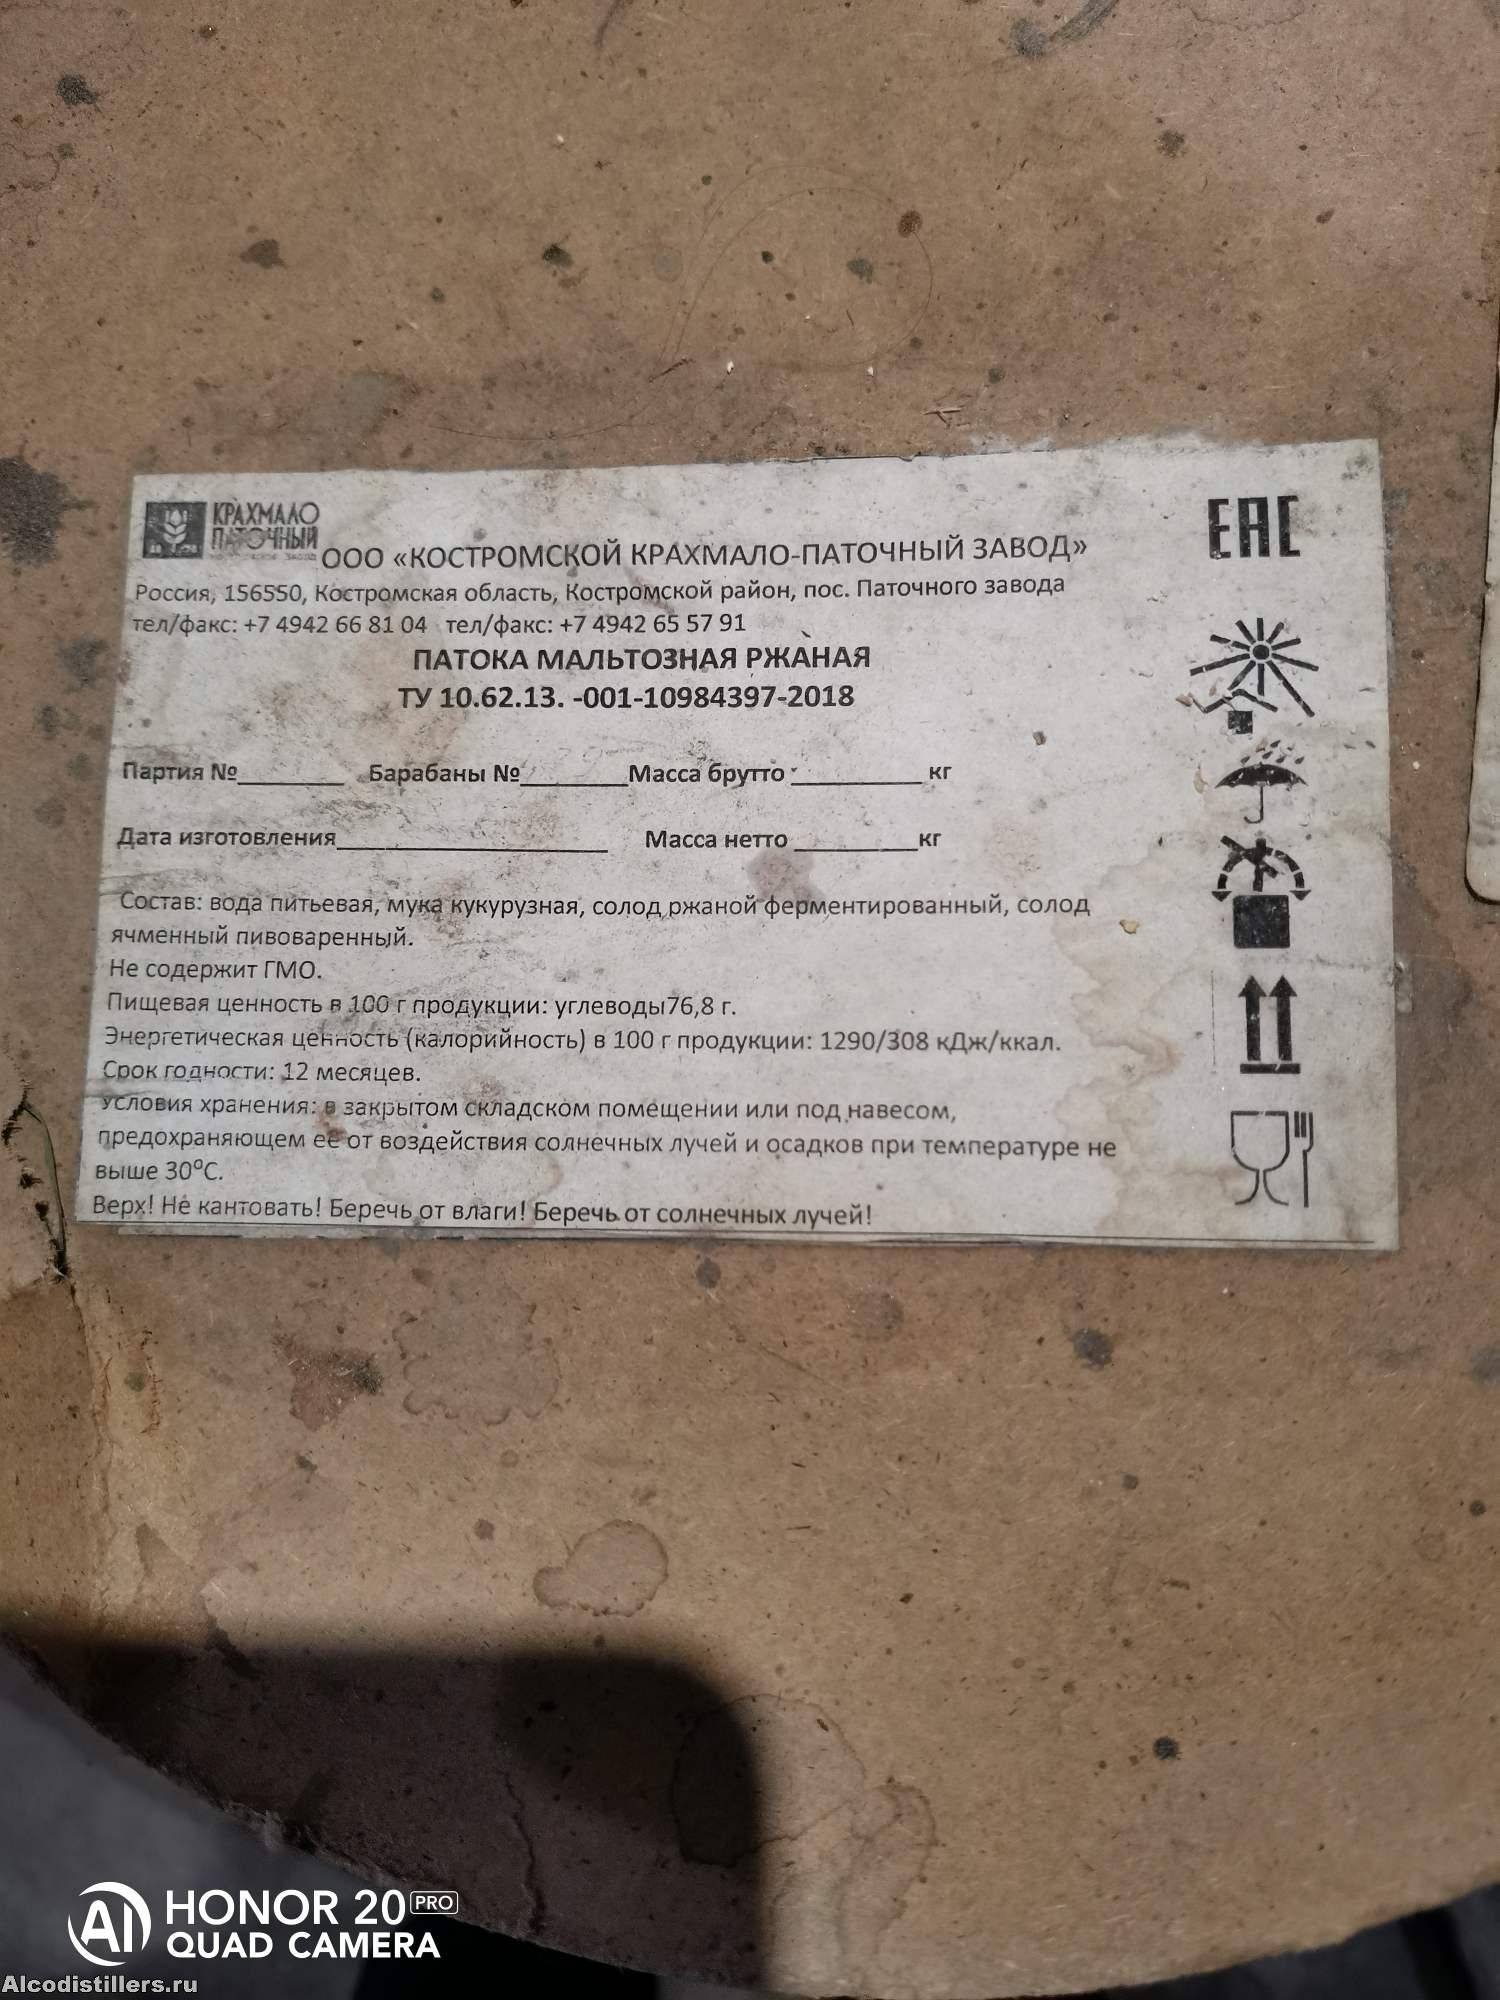 КРАХМАЛО
ПАТОЧНЫЙ
ЗАВОД
ООО «КОСТРОМСКОЙ КРАХМАЛО-ПАТОЧНЫЙ ЗАВОД»
EAC
Россия, 156550, Костромская область, Костромской район, пос. Паточного завода
тел/факс: +7 4942 66 81 04 тел/факс: +7 4942 65 57 91
ПАТОКА МАЛЬТОЗНАЯ РЖАНАЯ
ТУ 10.62.13. -001-10984397-2018
Партия №________ Барабаны №________Масса брутто __________ кг
Дата изготовления____________________ Масса нетто _________кг
Состав: вода питьевая, мука кукурузная, солод ржаной ферментированный, солод
ячменный пивоваренный.
Не содержит ГМО.
Пищевая ценность в 100 г продукции: углеводы76,8 г.
Энергетическая ценность (калорийность) в 100 г продукции: 1290/308 кДж/ккал.
Срок годности: 12 месяцев.
Условия хранения: в закрытом складском помещении или под навесом,
предохраняющем её от воздействия солнечных лучей и осадков при температуре не
выше 30°С.
Верх! Не кантовать! Беречь от влаги! Беречь от солнечных лучей!
AI HONOR 20 PRO
QUAD CAMERA
Alcodistillers.ru